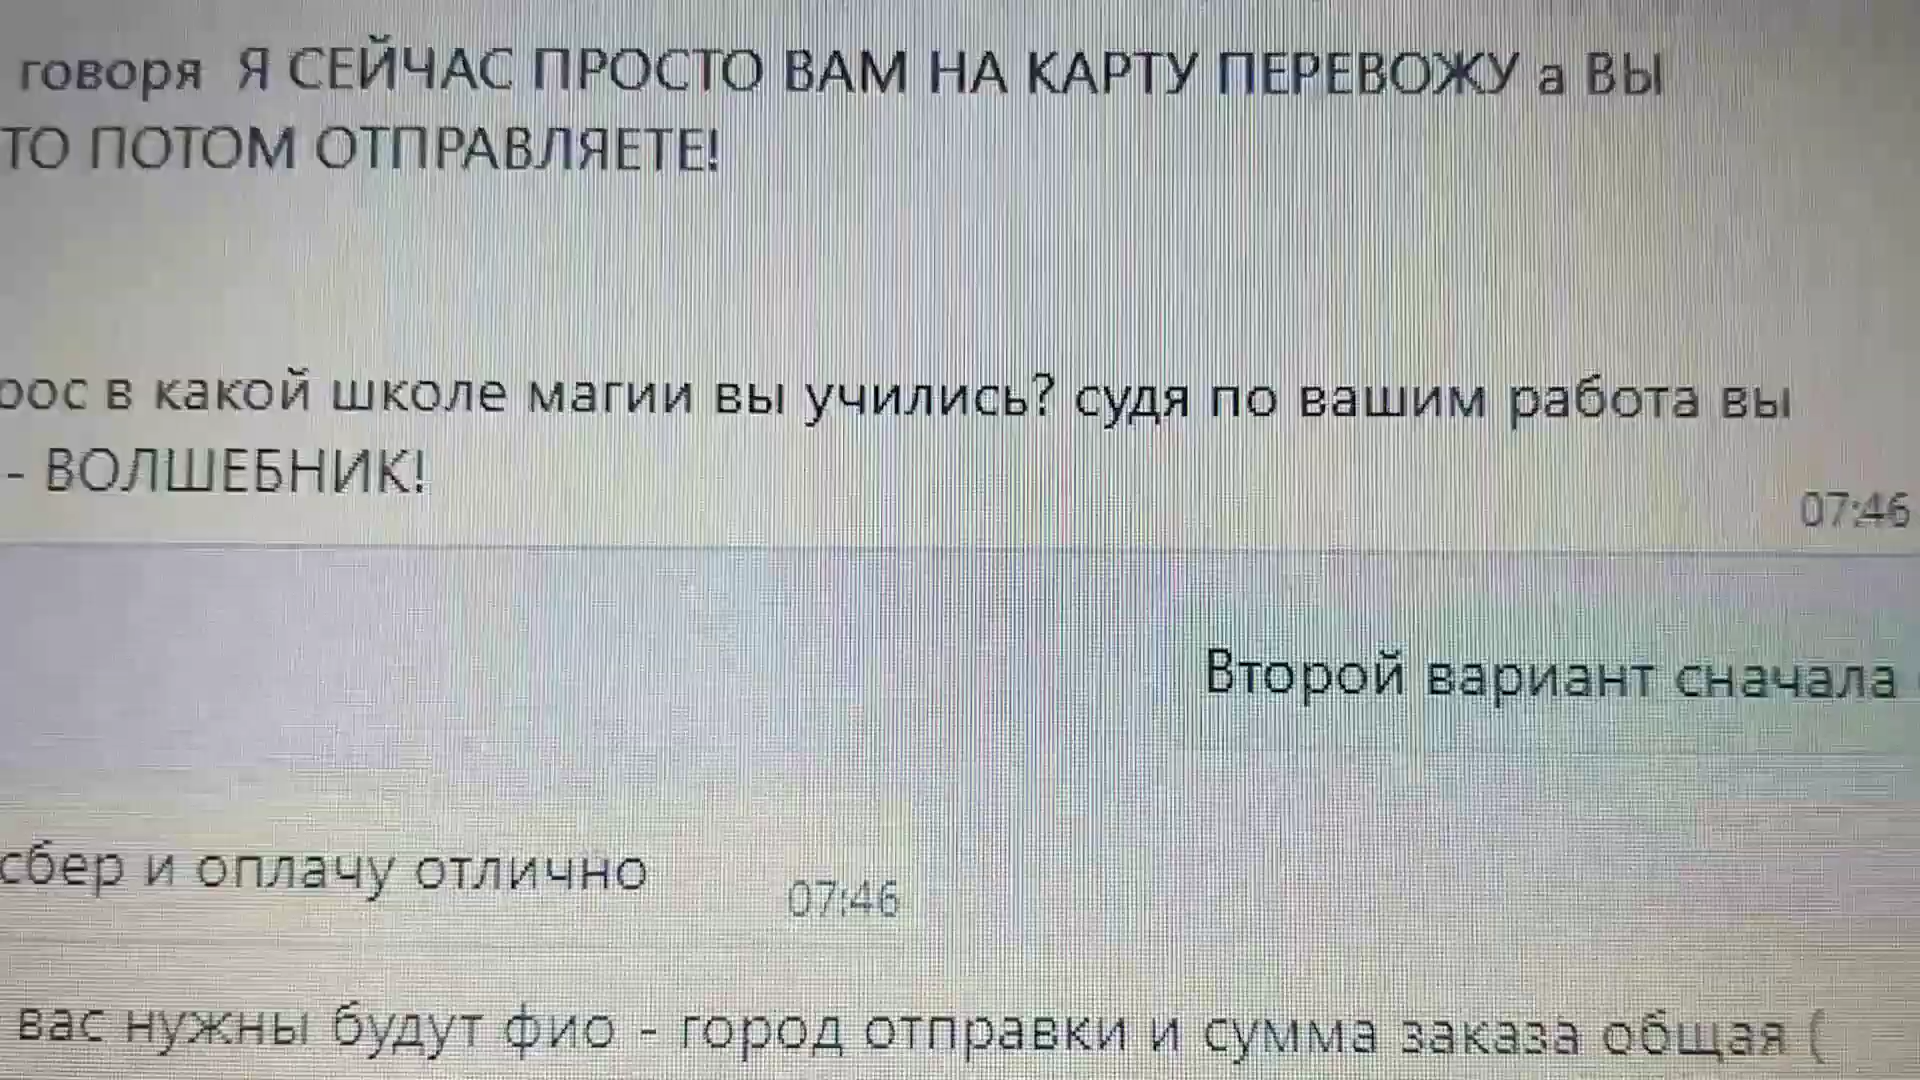 говоря Я СЕЙЧАС ПРОСТО ВАМ НА КАРТУ ПЕРЕВОЖУ а ВЫ
ТО ПОТОМ ОТПРАВЛЯЕТЕ!
в какой школе магии вы учились? судя по вашим работа вы
- ВОЛШЕБНИК!
07:46
Второй вариант сначала
сбер и оплачу отлично
07:46
вас нужны будут фио - город отправки и сумма заказа общая (